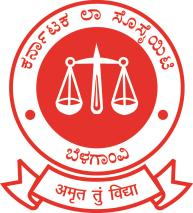 ಕರ್ನಾಟಕ ಲಾ ಸೊಸೈಯಿಟಿ
ಬೆಳಗಾಂವಿ
अमृतं तु विद्या